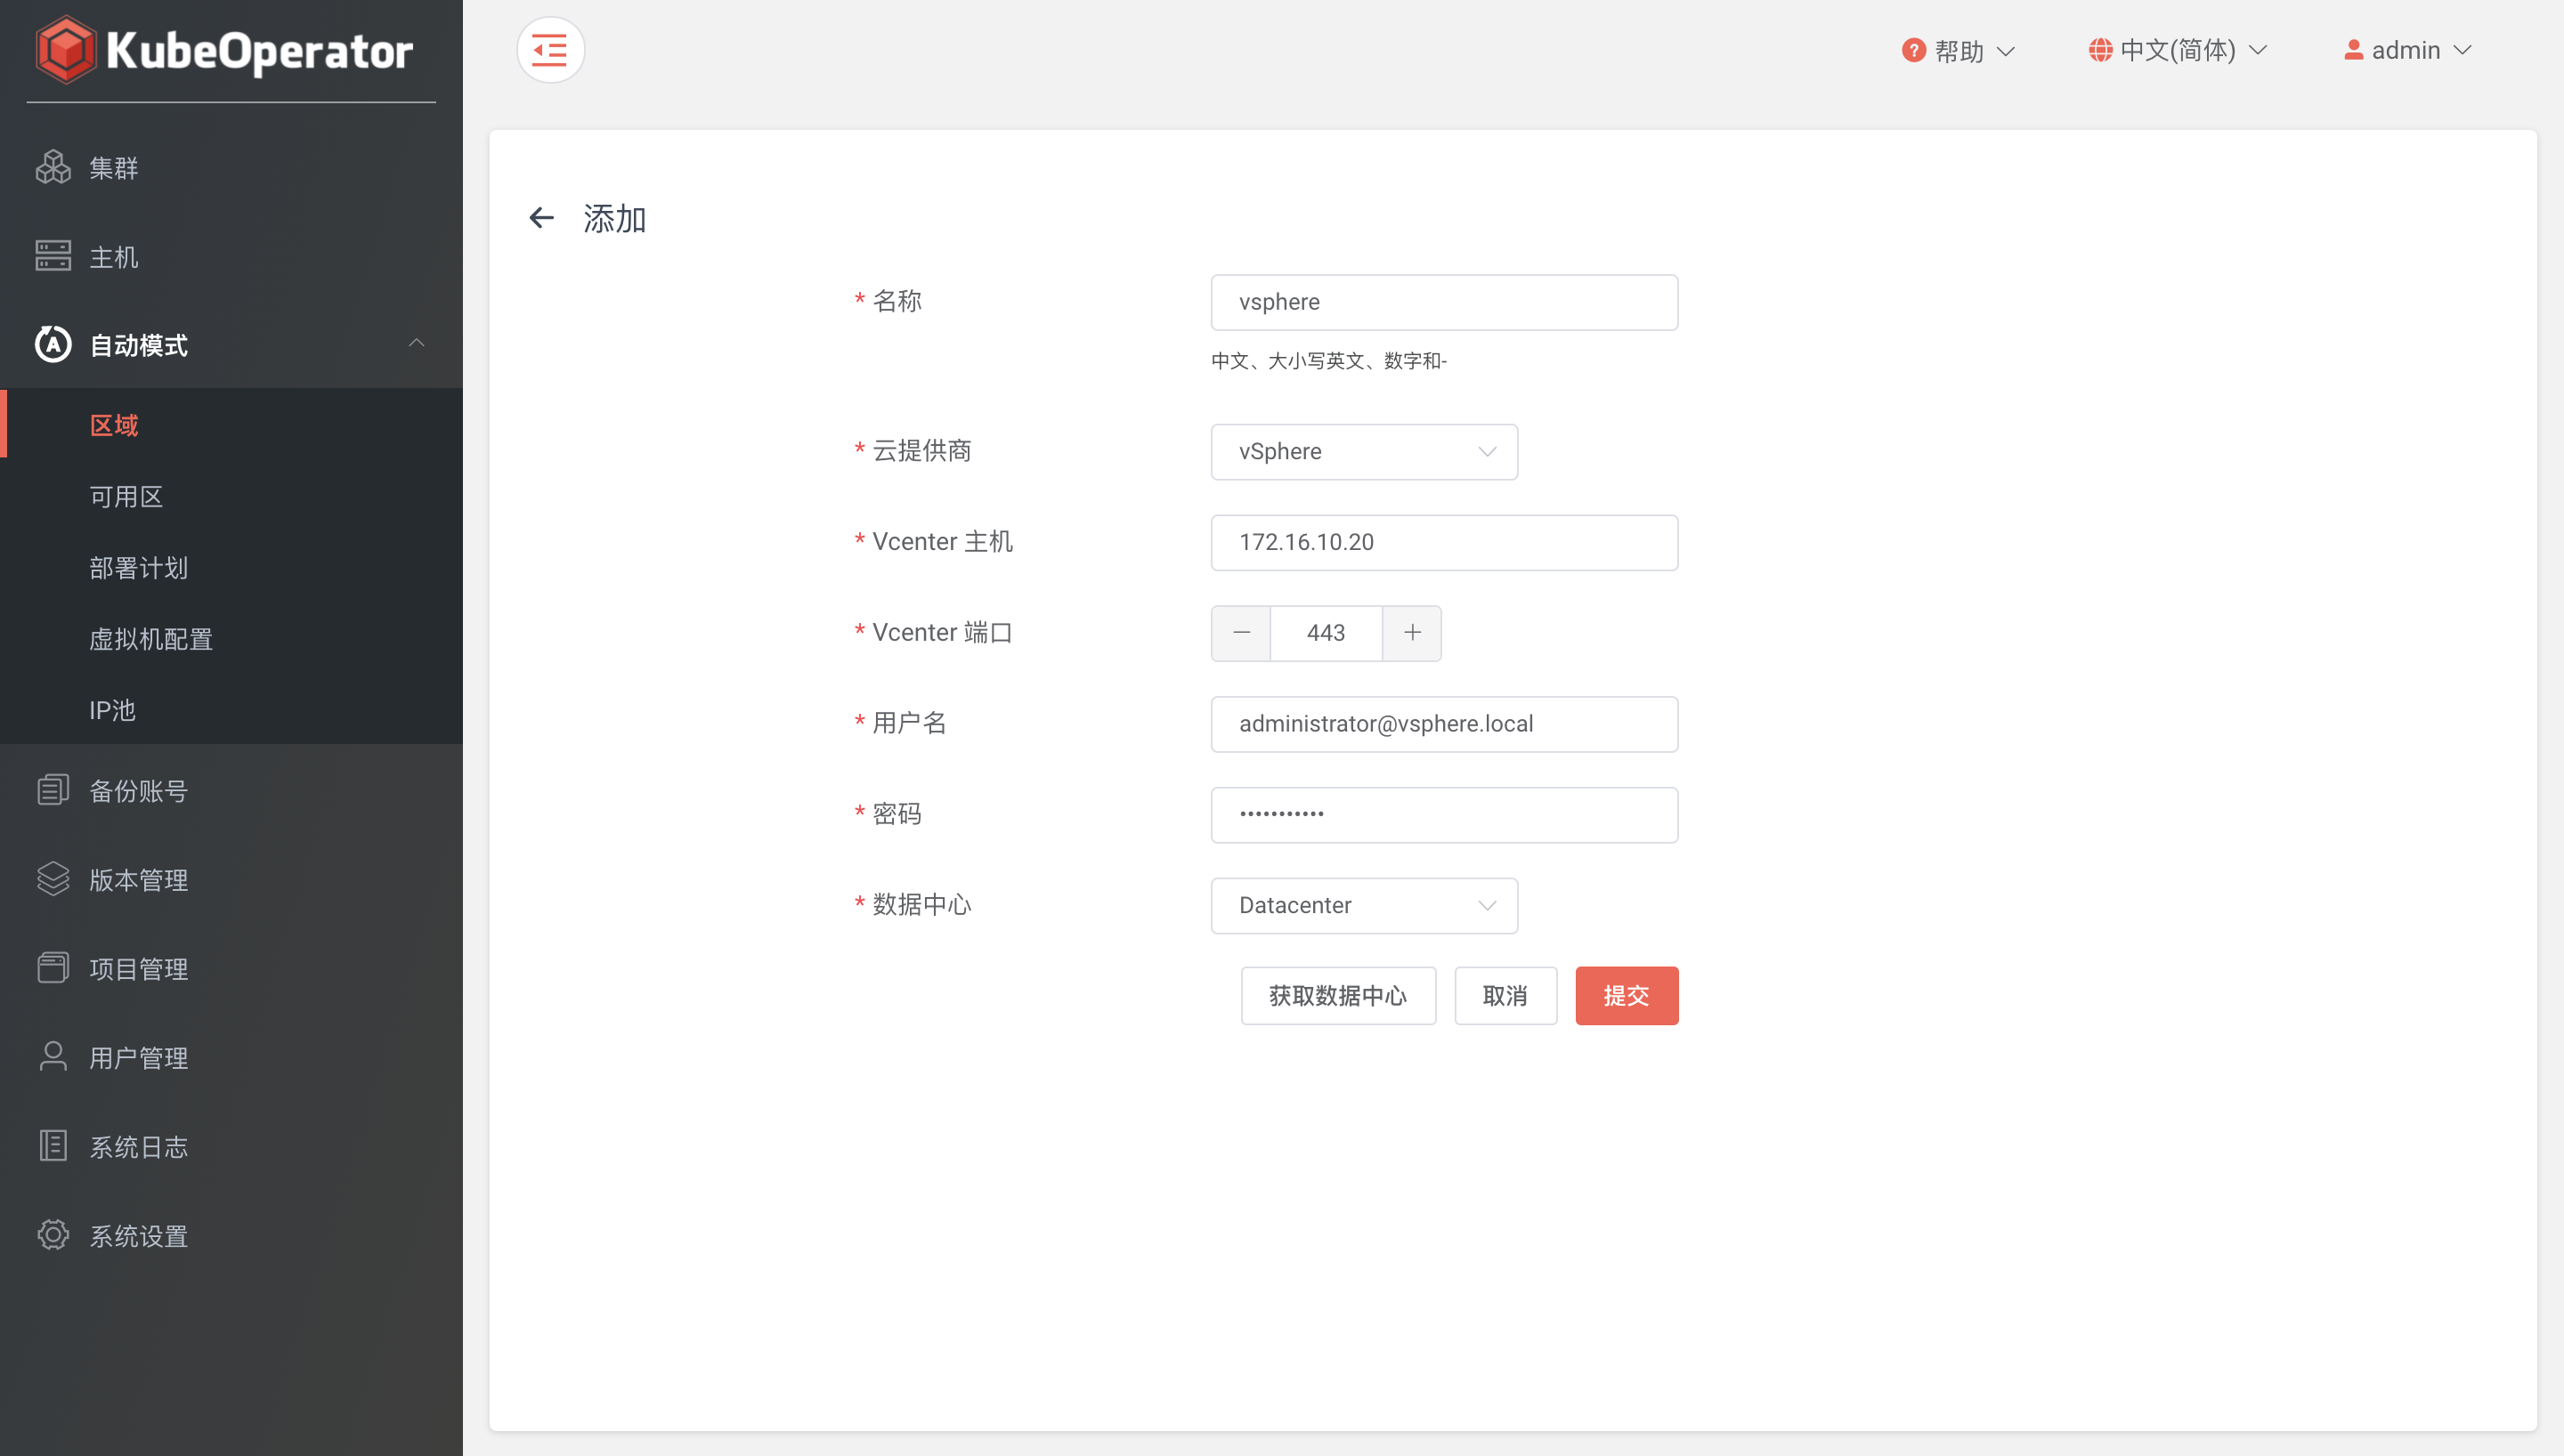 KubeOperator
帮助
中文(简体)
admin
集群
主机
自动模式
区域
可用区
部署计划
虚拟机配置
IP池
备份账号
版本管理
项目管理
用户管理
系统日志
系统设置
添加
* 名称
vsphere
中文、大小写英文、数字和-
* 云提供商
vSphere
* Vcenter 主机
172.16.10.20
* Vcenter 端口
443
* 用户名
administrator@vsphere.local
* 密码
•••••••••••
* 数据中心
Datacenter
获取数据中心
取消
提交